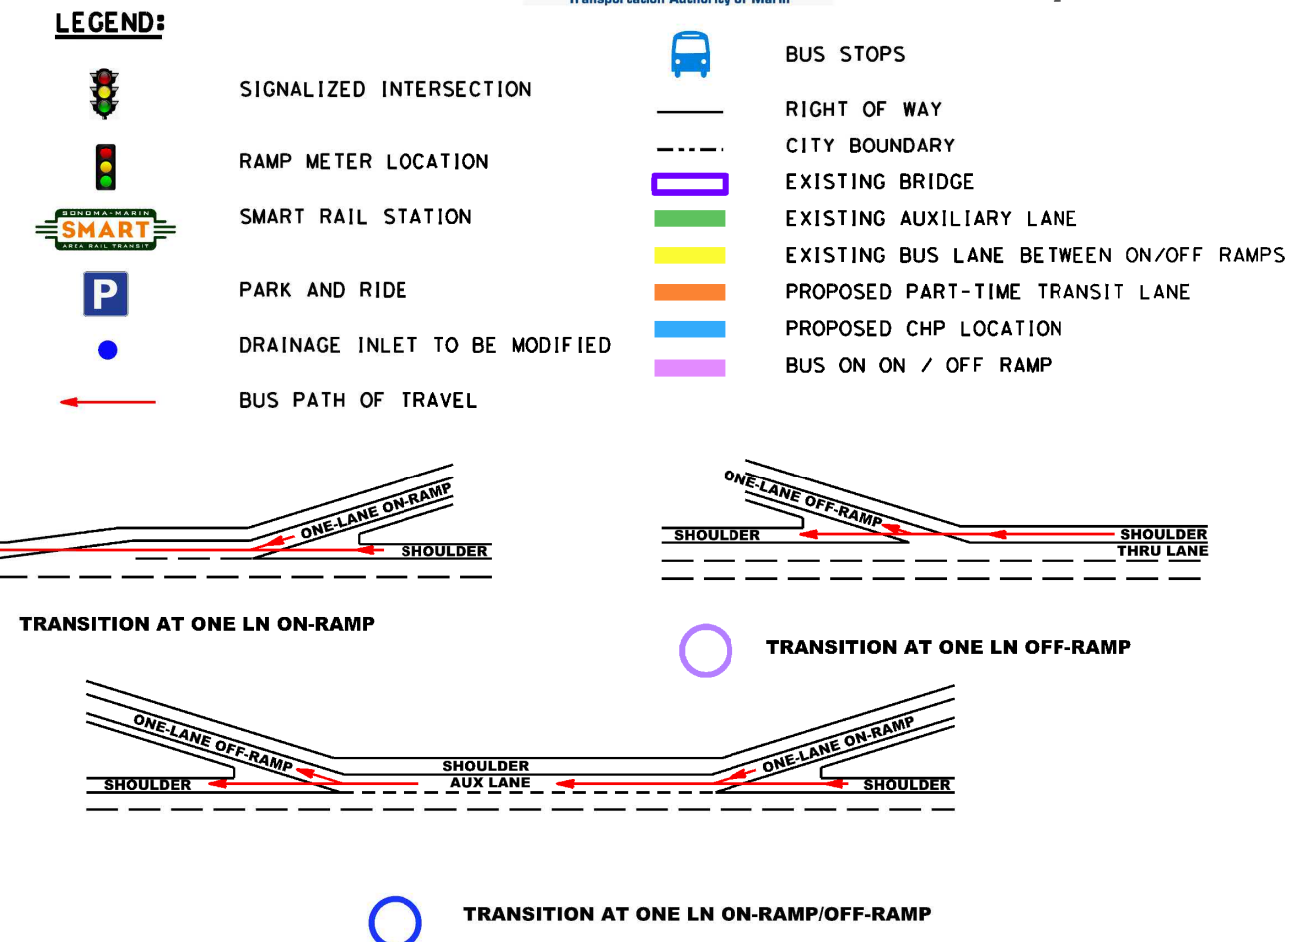 Transportation Authority of Marin
LEGEND:
SIGNALIZED INTERSECTION
RAMP METER LOCATION
SONOMA-MARIN
SMART
AREA RAIL TRANSIT
SMART RAIL STATION
P
PARK AND RIDE
DRAINAGE INLET TO BE MODIFIED
BUS PATH OF TRAVEL
BUS STOPS
RIGHT OF WAY
CITY BOUNDARY
EXISTING BRIDGE
EXISTING AUXILIARY LANE
EXISTING BUS LANE BETWEEN ON/OFF RAMPS
PROPOSED PART-TIME TRANSIT LANE
PROPOSED CHP LOCATION
BUS ON ON / OFF RAMP
ONE-LANE ON-RAMP
SHOULDER
TRANSITION AT ONE LN ON-RAMP
ONE-LANE OFF-RAMP
SHOULDER
SHOULDER
THRU LANE
TRANSITION AT ONE LN OFF-RAMP
ONE-LANE OFF-RAMP
SHOULDER
SHOULDER
AUX LANE
ONE-LANE ON-RAMP
SHOULDER
TRANSITION AT ONE LN ON-RAMP/OFF-RAMP